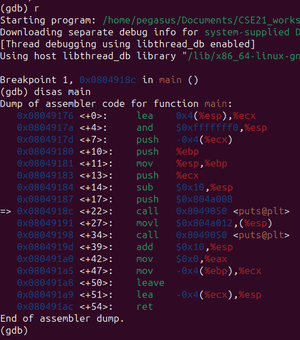 (gdb) r
Starting program: /home/pegasus/Documents/CSE21_works
Downloading separate debug info for system-supplied D
[Thread debugging using libthread_db enabled]
Using host libthread_db library "/lib/x86_64-linux-gn
Breakpoint 1, 0x0804918c in main ()
(gdb) disas main
Dump of assembler code for function main:
0x08049176 <+0>: lea 0x4(%esp),%ecx
0x0804917a <+4>: and $0xfffffff0,%esp
0x0804917d <+7>: push -0x4(%ecx)
0x08049180 <+10>: push %ebp
0x08049181 <+11>: mov %esp,%ebp
0x08049183 <+13>: push %ecx
0x08049184 <+14>: sub $0x10,%esp
0x08049187 <+17>: push $0x804a008
=> 0x0804918c <+22>: call 0x8049050 <puts@plt>
0x08049191 <+27>: movl $0x804a012,(%esp)
0x08049198 <+34>: call 0x8049050 <puts@plt>
0x0804919d <+39>: add $0x10,%esp
0x080491a0 <+42>: mov $0x0,%eax
0x080491a5 <+47>: mov -0x4(%ebp),%ecx
0x080491a8 <+50>: leave
0x080491a9 <+51>: lea -0x4(%ecx),%esp
0x080491ac <+54>: ret
End of assembler dump.
(gdb)